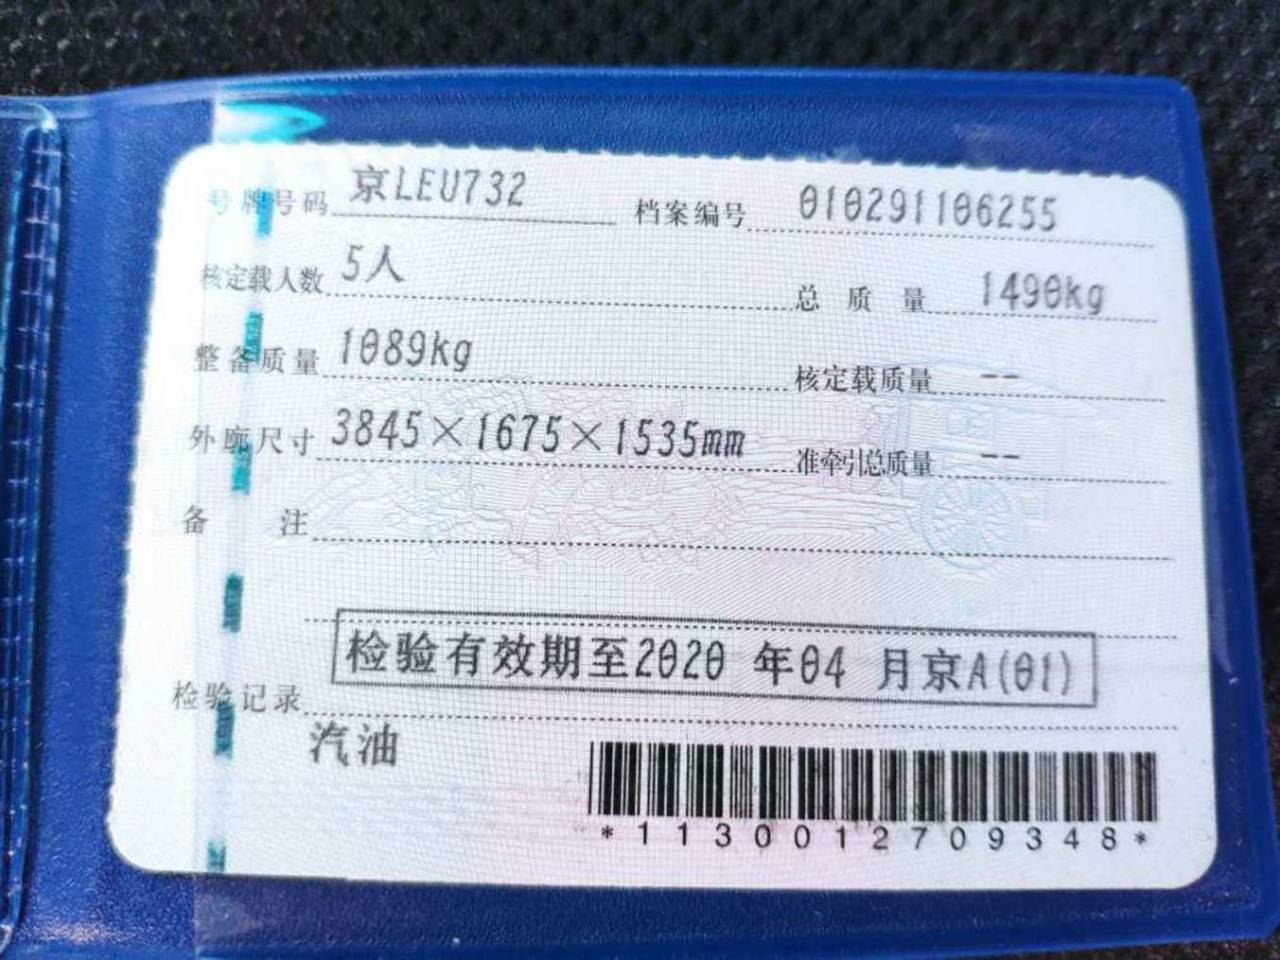 号牌号码 京LEU732 档案编号 010291106255
核定载人数 5人 总质量 1490kg
整备质量 1089kg 核定载质量 --
外廓尺寸 3845×1675×1535mm 准牵引总质量 --
备注
检验有效期至2020年04月京A(01)
检验记录
汽油
*1130012709348*